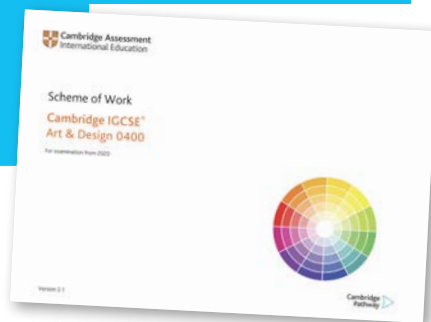 Cambridge Assessment
International Education
Scheme of Work
Cambridge IGCSE®
Art & Design 0400
For examination from 2020
Version 2.1
Cambridge
Pathway